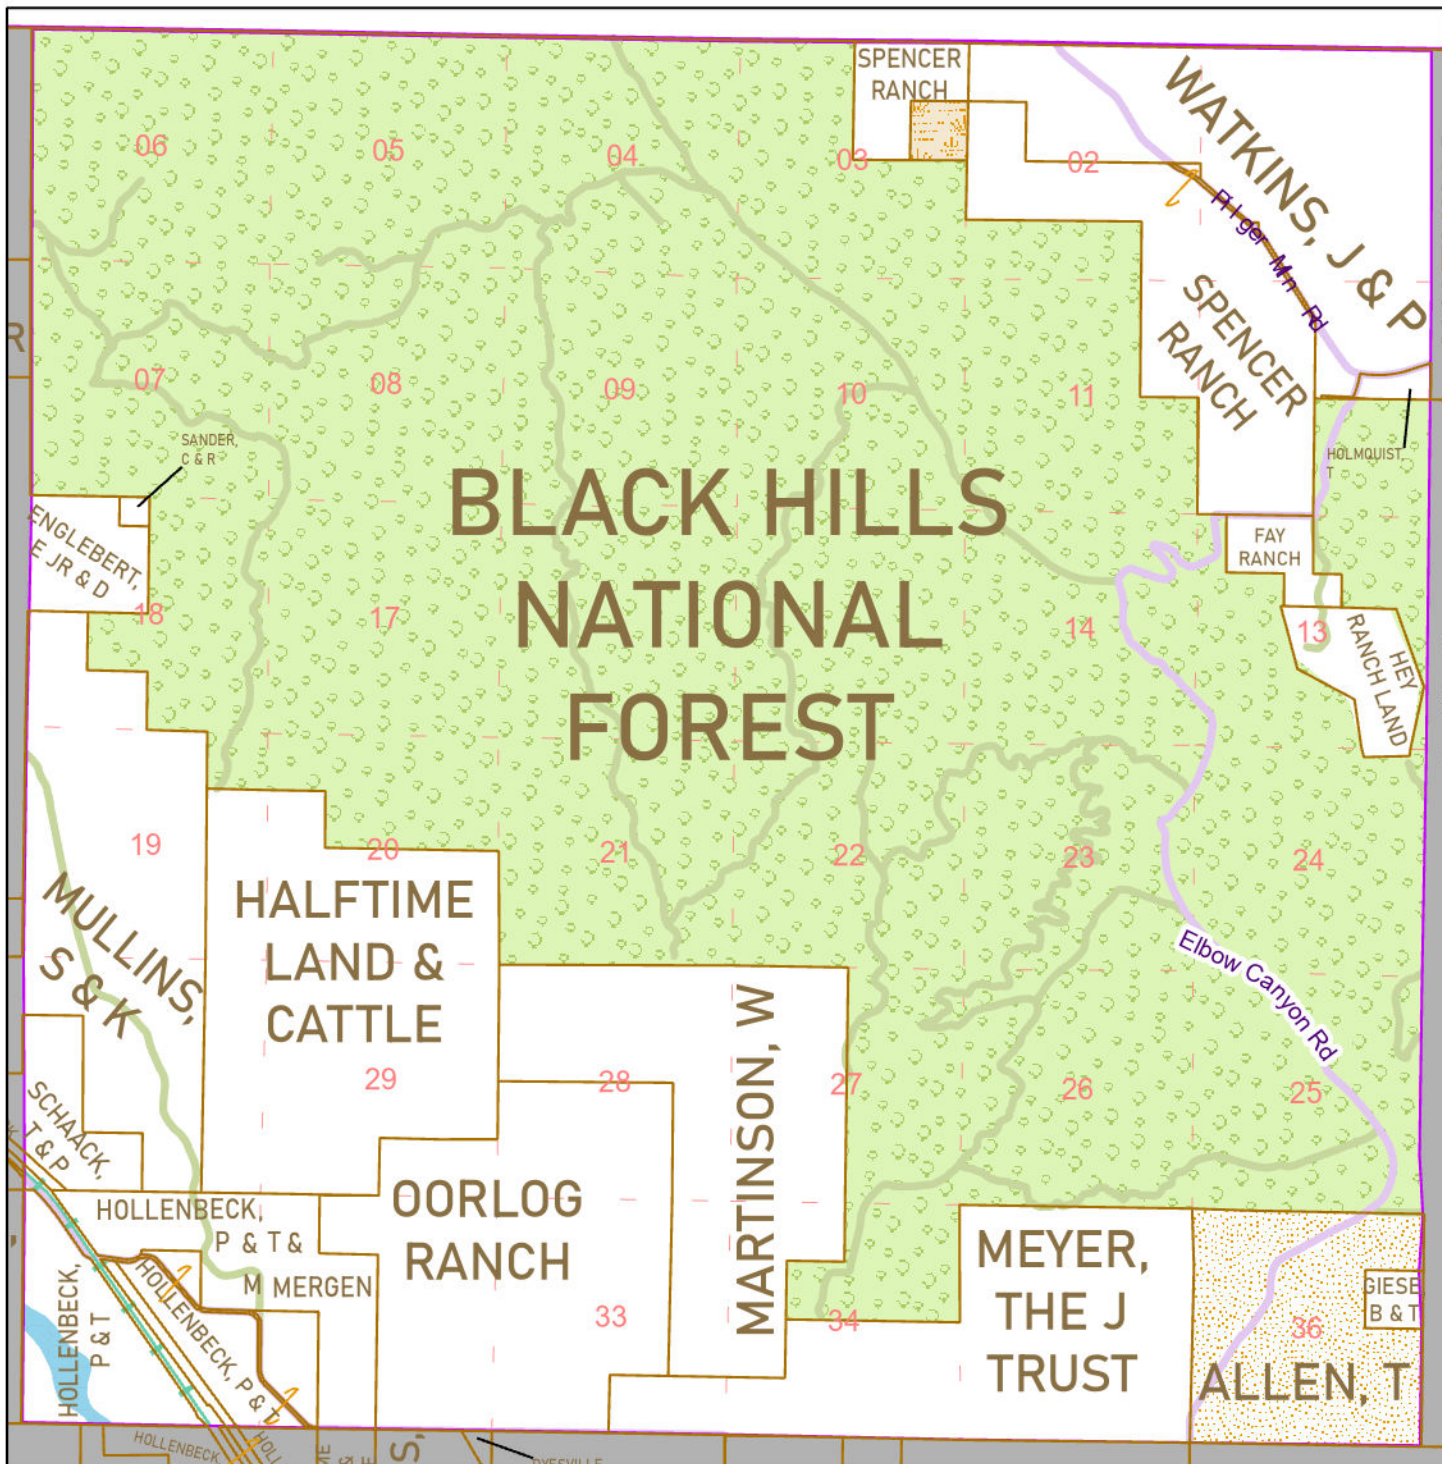 SPENCER
RANCH
WATKINS, J & P
06
05
04
03
02
Pfluger Mtn Rd
SPENCER
RANCH
R
07
08
09
10
11
SANDER,
C & R
HOLMQUIST,
T
BLACK HILLS
NATIONAL
FOREST
ENGLEBERT,
E JR & D
FAY
RANCH
18
17
14
13
HEY
RANCH LAND
19
20
21
22
23
24
MULLINS,
S & K
HALFTIME
LAND &
CATTLE
Elbow Canyon Rd
MARTINSON, W
29
28
27
26
25
SCHAACK,
T & P
HOLLENBECK,
P & T &
M MERGEN
OORLOG
RANCH
MEYER,
THE J
TRUST
HOLLENBECK,
P & T
HOLLENBECK, P & T
33
34
36
GIESE
B & T
ALLEN, T
HOLLENBECK
HOLL
S,
DYESVILLE